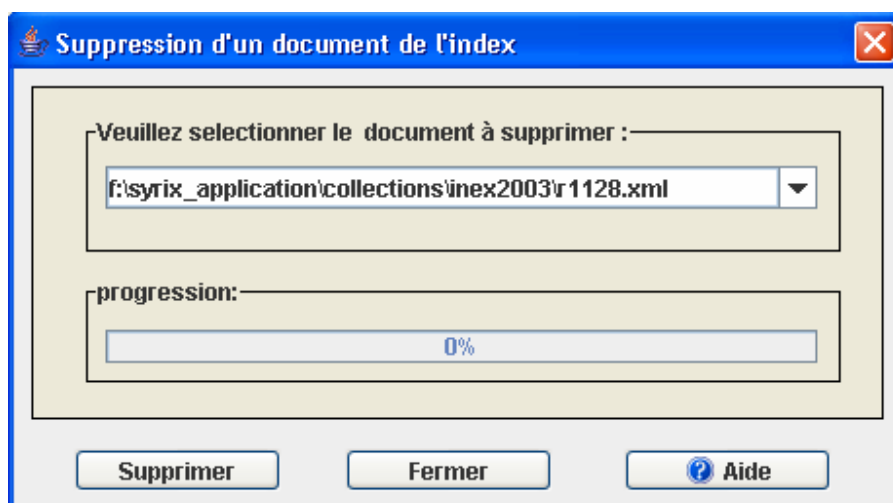 Suppression d'un document de l'index
Veuillez selectionner le document à supprimer :
f:\syrix_application\collections\inex2003\r1128.xml
progression:
0%
Supprimer
Fermer
Aide